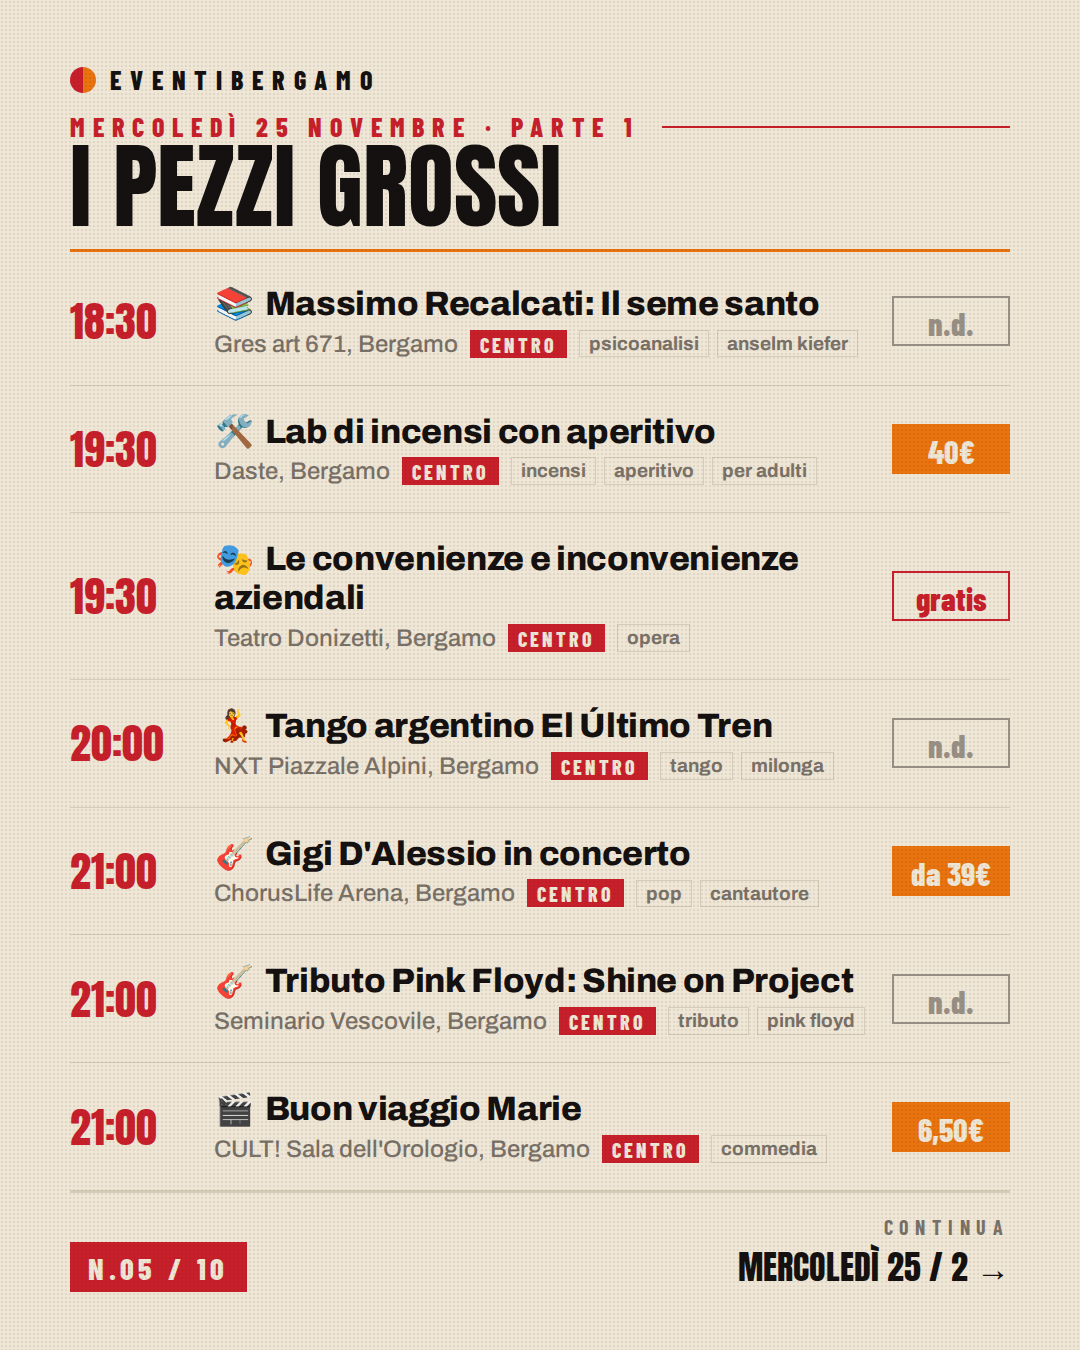 EVENTIBERGAMO
MERCOLEDÌ 25 NOVEMBRE · PARTE 1
I PEZZI GROSSI
18:30
📚 Massimo Recalcati: Il seme santo
Gres art 671, Bergamo CENTRO psicoanalisi anselm kiefer
n.d.
19:30
🛠️ Lab di incensi con aperitivo
Daste, Bergamo CENTRO incensi aperitivo per adulti
40€
19:30
🎭 Le convenienze e inconvenienze
aziendali
Teatro Donizetti, Bergamo CENTRO opera
gratis
20:00
💃 Tango argentino El Último Tren
NXT Piazzale Alpini, Bergamo CENTRO tango milonga
n.d.
21:00
🎸 Gigi D'Alessio in concerto
ChorusLife Arena, Bergamo CENTRO pop cantautore
da 39€
21:00
🎸 Tributo Pink Floyd: Shine on Project
Seminario Vescovile, Bergamo CENTRO tributo pink floyd
n.d.
21:00
🎬 Buon viaggio Marie
CULT! Sala dell'Orologio, Bergamo CENTRO commedia
6,50€
N.05 / 10
CONTINUA
MERCOLEDÌ 25 / 2 →